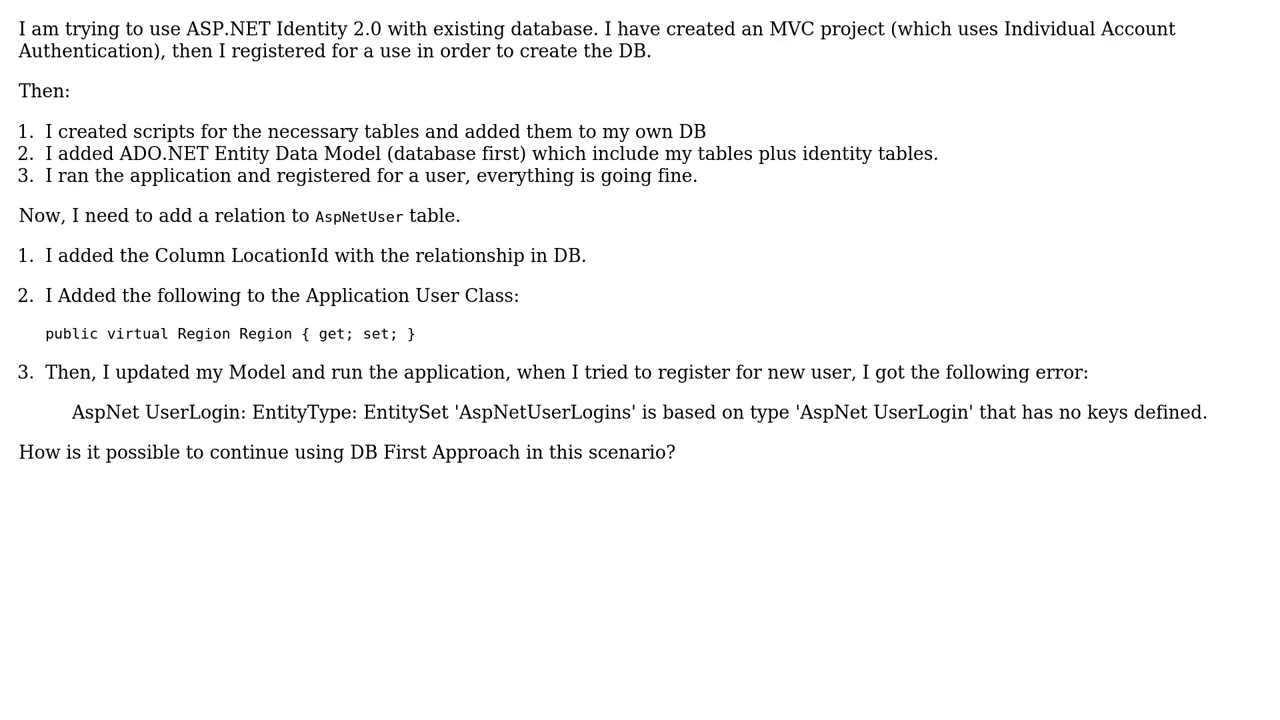 I am trying to use ASP.NET Identity 2.0 with existing database. I have created an MVC project (which uses Individual Account
Authentication), then I registered for a use in order to create the DB.
Then:
1. I created scripts for the necessary tables and added them to my own DB
2. I added ADO.NET Entity Data Model (database first) which include my tables plus identity tables.
3. I ran the application and registered for a user, everything is going fine.
Now, I need to add a relation to AspNetUser table.
1. I added the Column LocationId with the relationship in DB.
2. I Added the following to the Application User Class:
public virtual Region Region { get; set; }
3. Then, I updated my Model and run the application, when I tried to register for new user, I got the following error:
AspNet UserLogin: EntityType: EntitySet 'AspNetUserLogins' is based on type 'AspNet UserLogin' that has no keys defined.
How is it possible to continue using DB First Approach in this scenario?